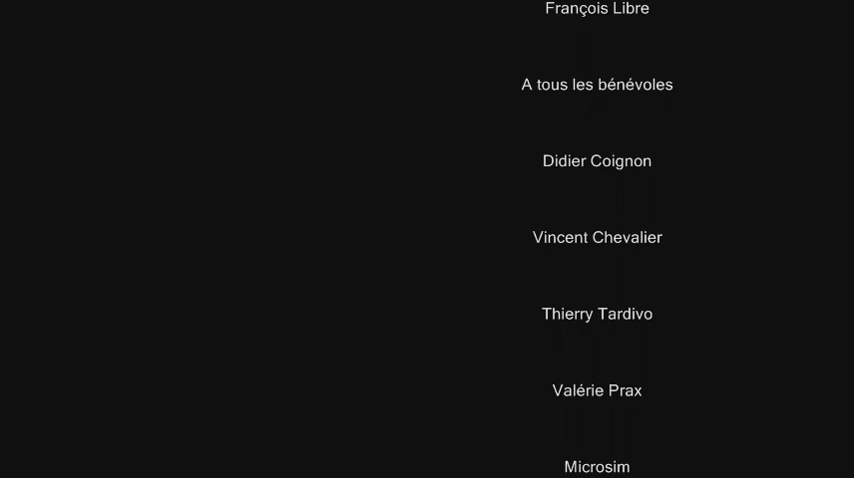 François Libre
A tous les bénévoles
Didier Coignon
Vincent Chevalier
Thierry Tardivo
Valérie Prax
Microsim